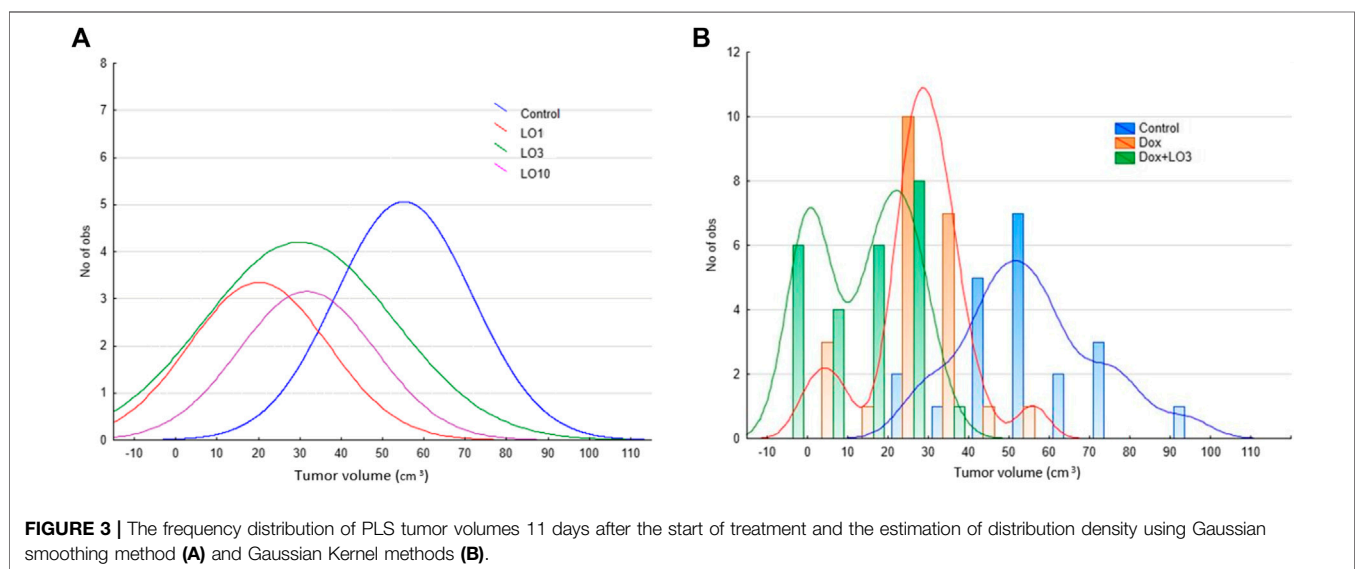 A
8
7
6
5
4
3
2
1
0
No of obs
Control
LO1
LO3
LO10
-10 0 10 20 30 40 50 60 70 80 90 100 110
Tumor volume (cm³)
B
12
10
8
6
4
2
0
No of obs
Control
Dox
Dox+LO3
-10 0 10 20 30 40 50 60 70 80 90 100 110
Tumor volume (cm³)
FIGURE 3 | The frequency distribution of PLS tumor volumes 11 days after the start of treatment and the estimation of distribution density using Gaussian
smoothing method (A) and Gaussian Kernel methods (B).